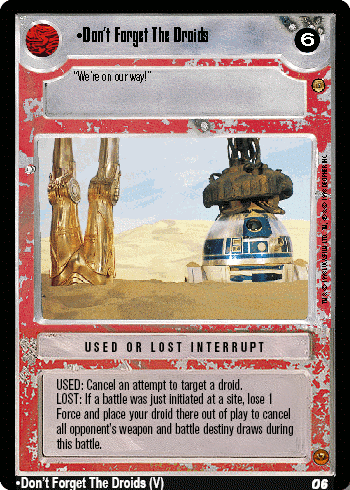 •Don't Forget The Droids
6
"We're on our way!"
USED OR LOST INTERRUPT
USED: Cancel an attempt to target a droid.
LOST: If a battle was just initiated at a site, lose 1
Force and place your droid there out of play to cancel
all opponent's weapon and battle destiny draws during
this battle.
•Don't Forget The Droids (V)
06